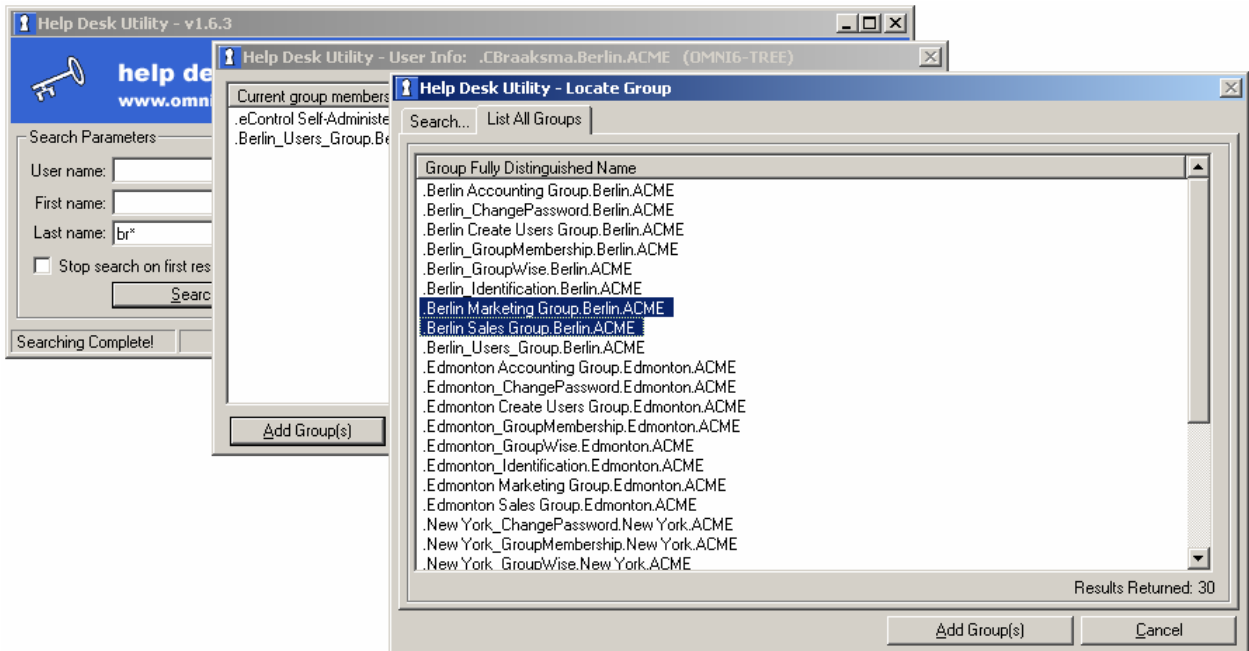 Help Desk Utility - v1.6.3
help de
www.omni
Search Parameters
User name:
First name:
Last name: br*
Stop search on first res
Searc
Searching Complete!
Help Desk Utility - User Info: .CBraaksma.Berlin.ACME (OMNI6-TREE)
Current group members
.eControl Self-Administe
.Berlin_Users_Group.Be
Add Group(s)
Help Desk Utility - Locate Group
Search... List All Groups
Group Fully Distinguished Name
.Berlin Accounting Group.Berlin.ACME
.Berlin_ChangePassword.Berlin.ACME
.Berlin Create Users Group.Berlin.ACME
.Berlin_GroupMembership.Berlin.ACME
.Berlin_GroupWise.Berlin.ACME
.Berlin_Identification.Berlin.ACME
.Berlin Marketing Group.Berlin.ACME
.Berlin Sales Group.Berlin.ACME
.Berlin_Users_Group.Berlin.ACME
.Edmonton Accounting Group.Edmonton.ACME
.Edmonton_ChangePassword.Edmonton.ACME
.Edmonton Create Users Group.Edmonton.ACME
.Edmonton_GroupMembership.Edmonton.ACME
.Edmonton_GroupWise.Edmonton.ACME
.Edmonton_Identification.Edmonton.ACME
.Edmonton Marketing Group.Edmonton.ACME
.Edmonton Sales Group.Edmonton.ACME
.New York_ChangePassword.New York.ACME
.New York_GroupMembership.New York.ACME
.New York_GroupWise.New York.ACME
Results Returned: 30
Add Group(s) Cancel